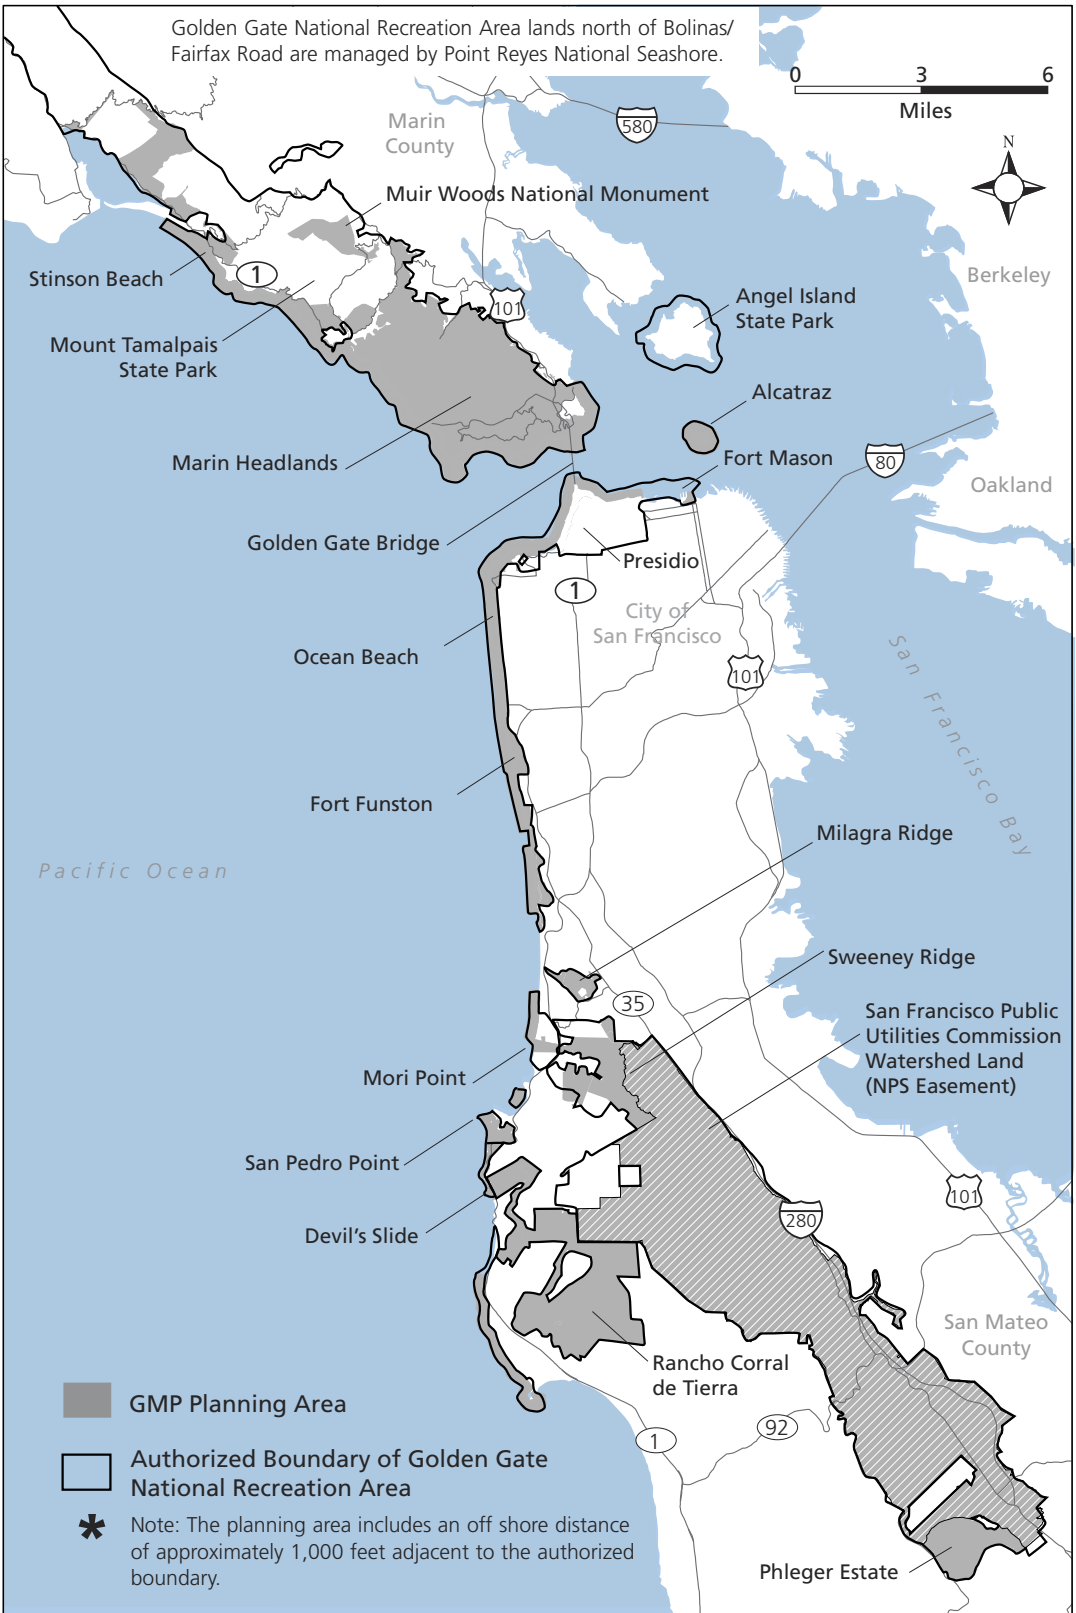 Golden Gate National Recreation Area lands north of Bolinas/
Fairfax Road are managed by Point Reyes National Seashore.
0 3 6
Miles
N
580
Marin
County
Muir Woods National Monument
Stinson Beach
1
101
Berkeley
Angel Island
State Park
Mount Tamalpais
State Park
Alcatraz
Marin Headlands
Fort Mason
80
Oakland
Golden Gate Bridge
Presidio
1
City of
San Francisco
Ocean Beach
101
San Francisco Bay
Fort Funston
Milagra Ridge
Pacific Ocean
Sweeney Ridge
35
San Francisco Public
Utilities Commission
Watershed Land
(NPS Easement)
Mori Point
San Pedro Point
101
280
Devil’s Slide
San Mateo
County
Rancho Corral
de Tierra
GMP Planning Area
92
1
Authorized Boundary of Golden Gate
National Recreation Area
* Note: The planning area includes an off shore distance
of approximately 1,000 feet adjacent to the authorized
boundary.
Phleger Estate